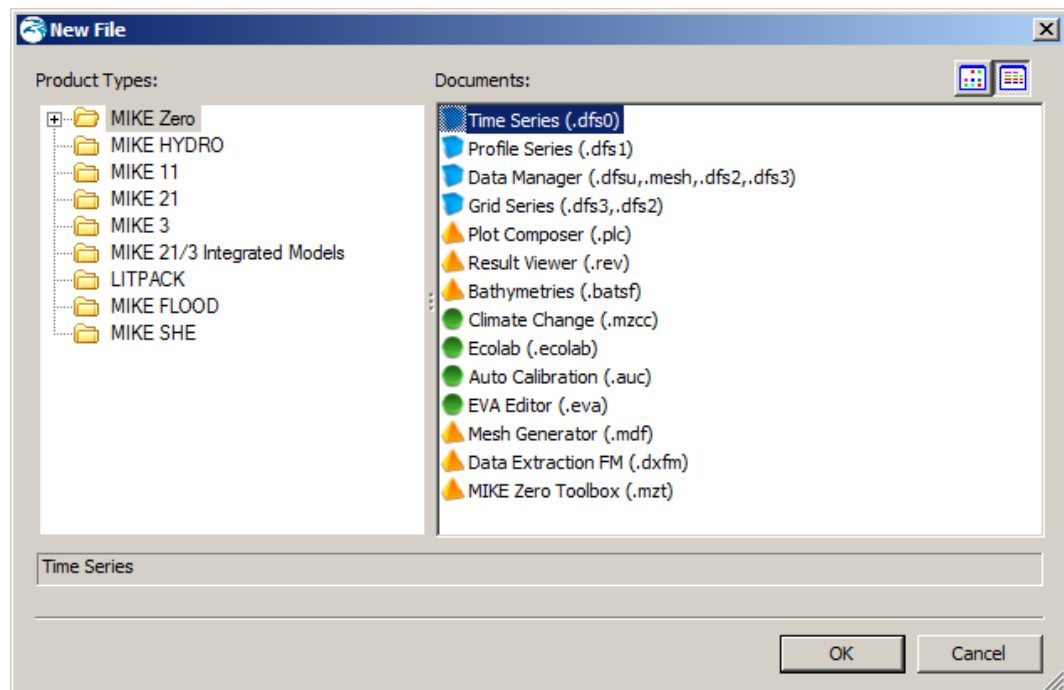 New File
Product Types:
MIKE Zero
MIKE HYDRO
MIKE 11
MIKE 21
MIKE 3
MIKE 21/3 Integrated Models
LITPACK
MIKE FLOOD
MIKE SHE
Documents:
Time Series (.dfs0)
Profile Series (.dfs1)
Data Manager (.dfsu,.mesh,.dfs2,.dfs3)
Grid Series (.dfs3,.dfs2)
Plot Composer (.plc)
Result Viewer (.rev)
Bathymetries (.batsf)
Climate Change (.mzcc)
Ecolab (.ecolab)
Auto Calibration (.auc)
EVA Editor (.eva)
Mesh Generator (.mdf)
Data Extraction FM (.dxfm)
MIKE Zero Toolbox (.mzt)
Time Series
OK
Cancel